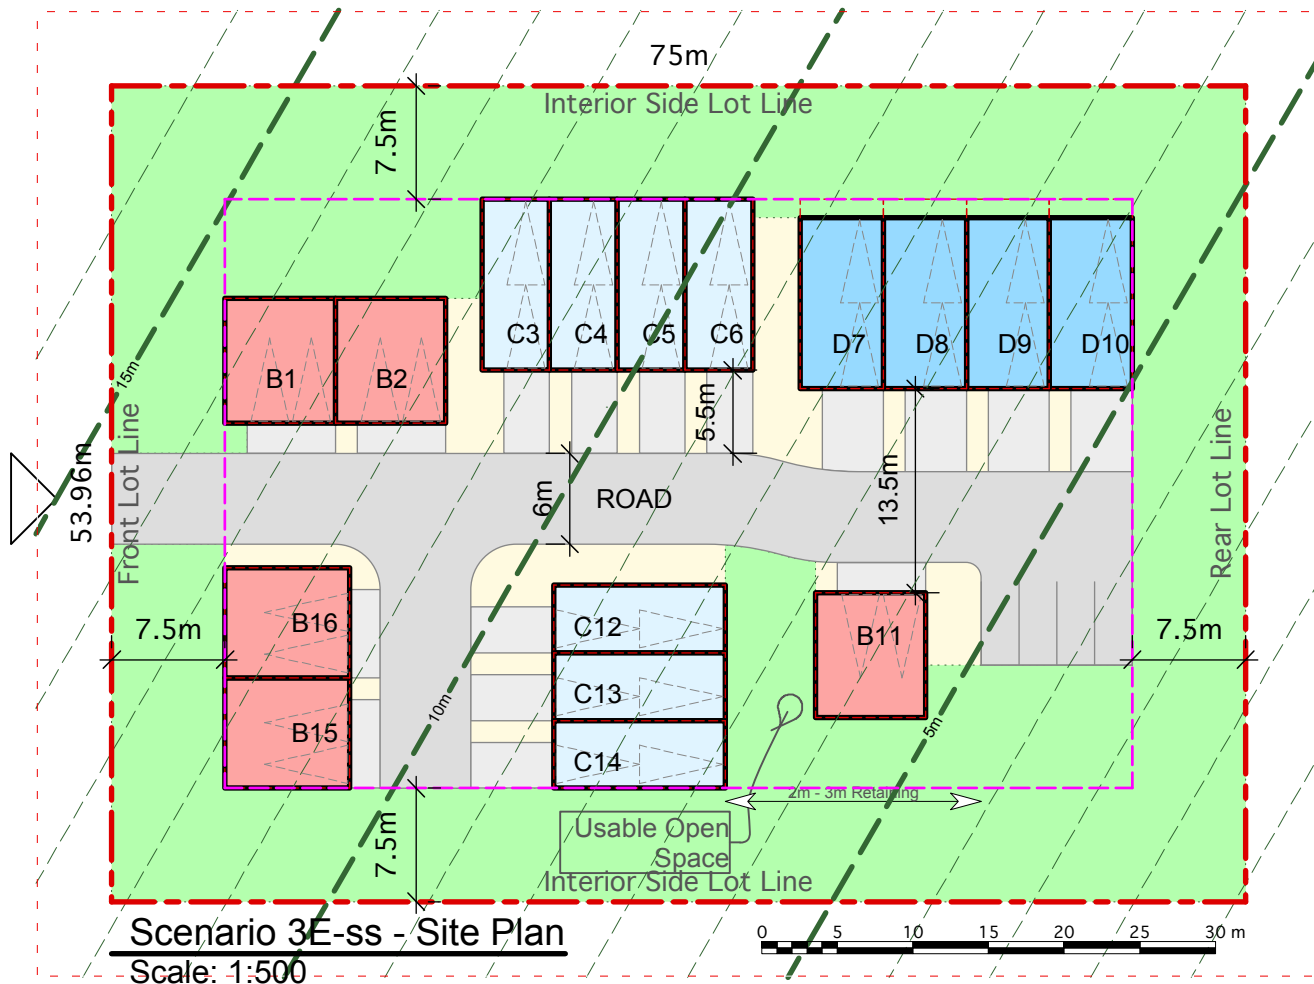 75m
Interior Side Lot Line
7.5m
C3
C4
C5
C6
D7
D8
D9
D10
B1
B2
15m
5.5m
53.96m
Front Lot Line
6m
ROAD
13.5m
Rear Lot Line
7.5m
B16
C12
B11
7.5m
C13
B15
10m
C14
5m
2m - 3m Retaining
7.5m
Usable Open
Space
Interior Side Lot Line
Scenario 3E-ss - Site Plan
Scale: 1:500
0 5 10 15 20 25 30 m